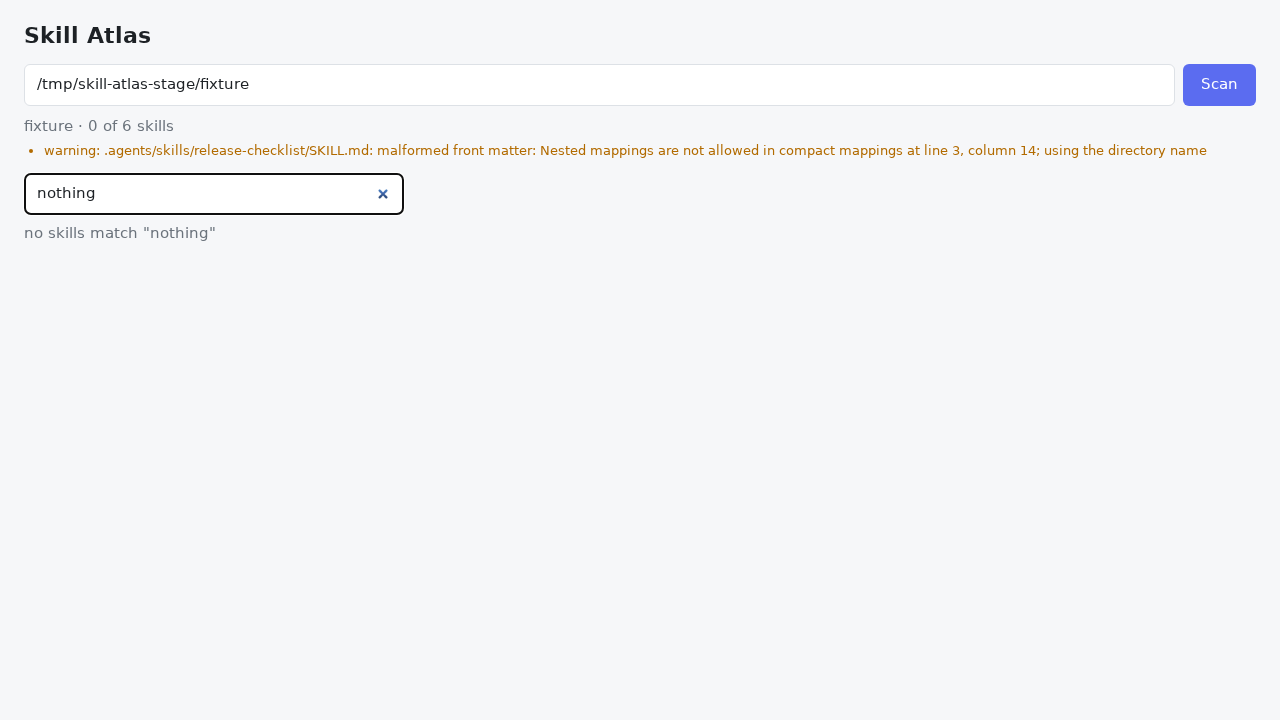 Skill Atlas
/tmp/skill-atlas-stage/fixture
Scan
fixture · 0 of 6 skills
• warning: .agents/skills/release-checklist/SKILL.md: malformed front matter: Nested mappings are not allowed in compact mappings at line 3, column 14; using the directory name
nothing
no skills match "nothing"